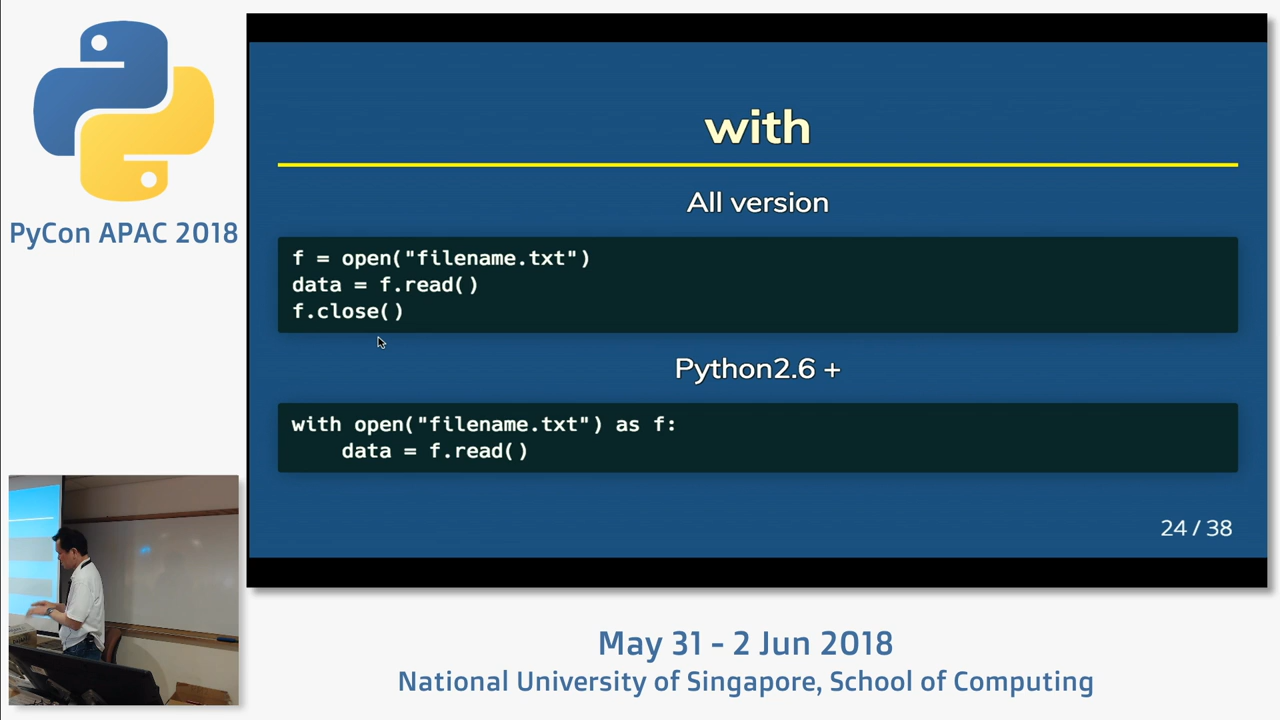 PyCon APAC 2018
with
All version
f = open("filename.txt")
data = f.read()
f.close()
Python2.6 +
with open("filename.txt") as f:
    data = f.read()
24 / 38
May 31 - 2 Jun 2018
National University of Singapore, School of Computing